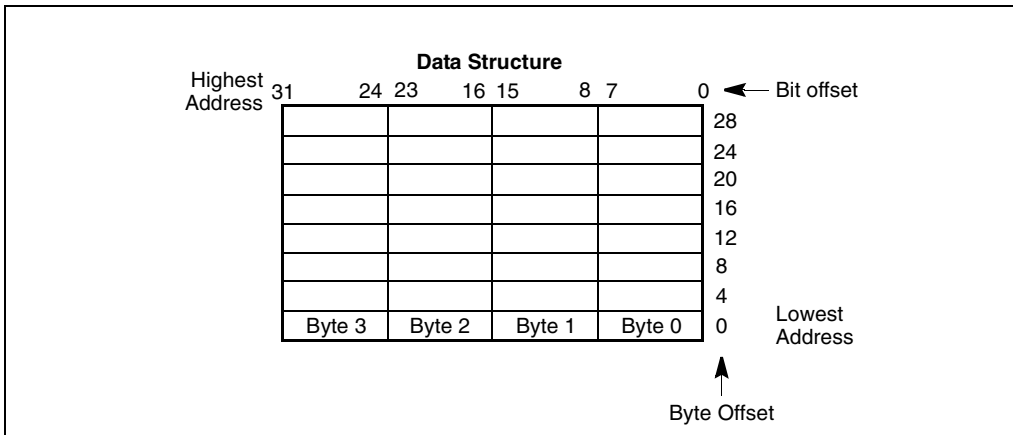 Data Structure
Highest
Address
31 24 23 16 15 8 7 0 Bit offset
28
24
20
16
12
8
4
Byte 3 Byte 2 Byte 1 Byte 0 0
Lowest
Address
Byte Offset